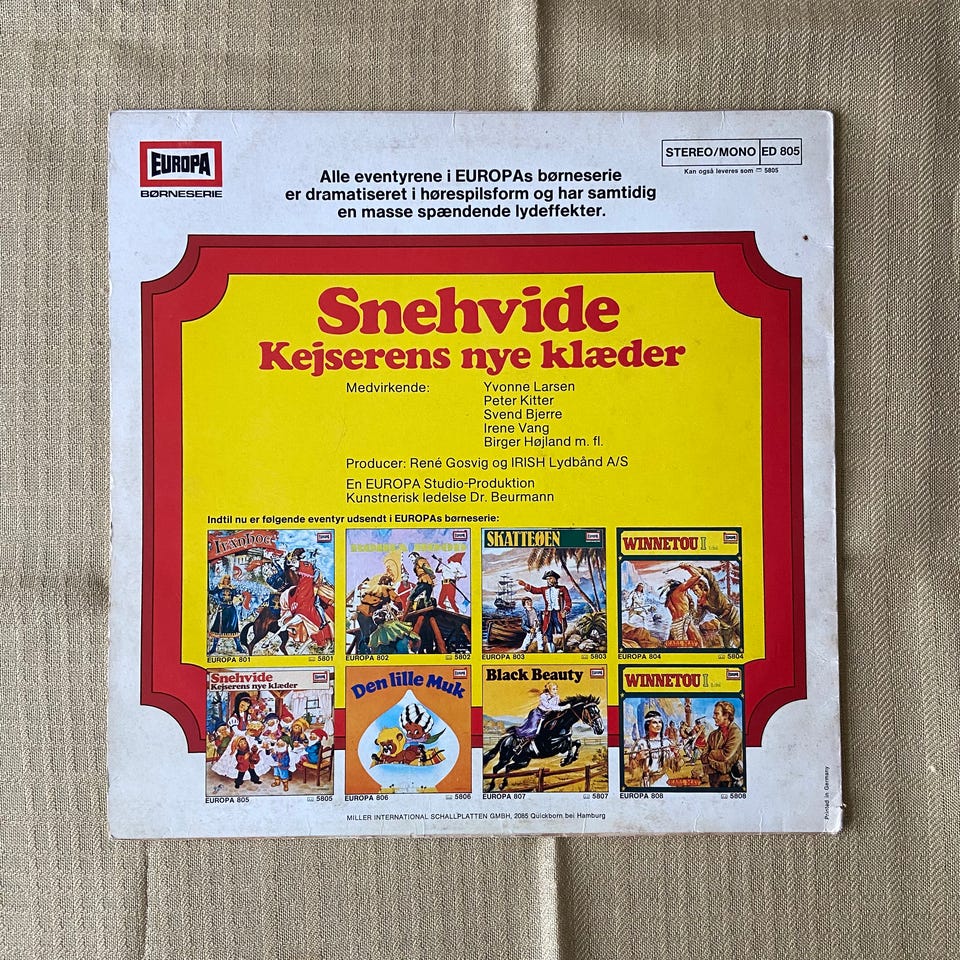 EUROPA
BØRNESERIE
STEREO/MONO ED 805
Kan også leveres som 5805
Alle eventyrene i EUROPAs børneserie
er dramatiseret i hørespilsform og har samtidig
en masse spændende lydeffekter.
Snehvide
Kejserens nye klæder
Medvirkende: Yvonne Larsen
Peter Kitter
Svend Bjerre
Irene Vang
Birger Højland m. fl.
Producer: René Gosvig og IRISH Lydbånd A/S
En EUROPA Studio-Produktion
Kunstnerisk ledelse Dr. Beurmann
Indtil nu er følgende eventyr udsendt i EUROPAs børneserie:
Ivanhoe
SKATTEØEN
WINNETOU I
EUROPA 801 5801
EUROPA 802 5802
EUROPA 803 5803
EUROPA 804 5804
Snehvide
Kejserens nye klæder
Den lille Muk
Black Beauty
WINNETOU I
EUROPA 805 5805
EUROPA 806 5806
EUROPA 807 5807
EUROPA 808 5808
MILLER INTERNATIONAL SCHALLPLATTEN GMBH, 2085 Quickborn bei Hamburg
Printed in Germany